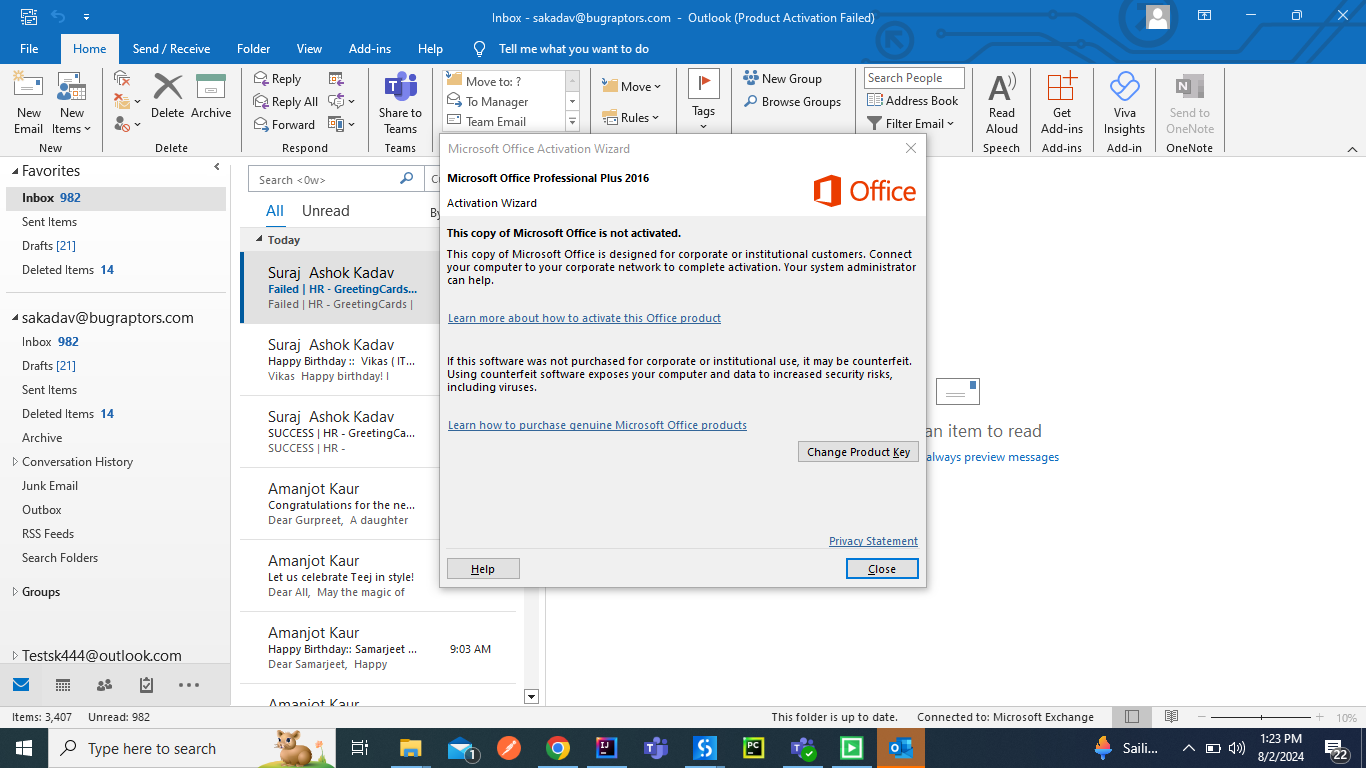 Inbox - sakadav@bugraptors.com - Outlook (Product Activation Failed)
File Home Send / Receive Folder View Add-ins Help Tell me what you want to do
New Email
New Items
New
Delete
Archive
Delete
Reply
Reply All
Forward
Respond
Share to Teams
Teams
Move to: ?
To Manager
Team Email
Move
Rules
Tags
New Group
Browse Groups
Search People
Address Book
Filter Email
Read Aloud
Speech
Get Add-ins
Add-ins
Viva Insights
Add-in
Send to OneNote
OneNote
Favorites
Inbox 982
Sent Items
Drafts [21]
Deleted Items 14
sakadav@bugraptors.com
Inbox 982
Drafts [21]
Sent Items
Deleted Items 14
Archive
Conversation History
Junk Email
Outbox
RSS Feeds
Search Folders
Groups
Testsk444@outlook.com
Search <0w>
All Unread
By
Today
Suraj Ashok Kadav
Failed | HR - GreetingCards...
Failed | HR - GreetingCards |
Suraj Ashok Kadav
Happy Birthday :: Vikas ( IT...
Vikas Happy birthday! I
Suraj Ashok Kadav
SUCCESS | HR - GreetingCa...
SUCCESS | HR -
Amanjot Kaur
Congratulations for the ne...
Dear Gurpreet, A daughter
Amanjot Kaur
Let us celebrate Teej in style!
Dear All, May the magic of
Amanjot Kaur
Happy Birthday:: Samarjeet ... 9:03 AM
Dear Samarjeet, Happy
Amanjot Kaur
Microsoft Office Activation Wizard
Microsoft Office Professional Plus 2016
Activation Wizard
Office
This copy of Microsoft Office is not activated.
This copy of Microsoft Office is designed for corporate or institutional customers. Connect
your computer to your corporate network to complete activation. Your system administrator
can help.
Learn more about how to activate this Office product
If this software was not purchased for corporate or institutional use, it may be counterfeit.
Using counterfeit software exposes your computer and data to increased security risks,
including viruses.
Learn how to purchase genuine Microsoft Office products
Change Product Key
Privacy Statement
Help
Close
an item to read
always preview messages
Items: 3,407 Unread: 982
This folder is up to date. Connected to: Microsoft Exchange
10%
Type here to search
1
Saili...
1:23 PM
8/2/2024
22